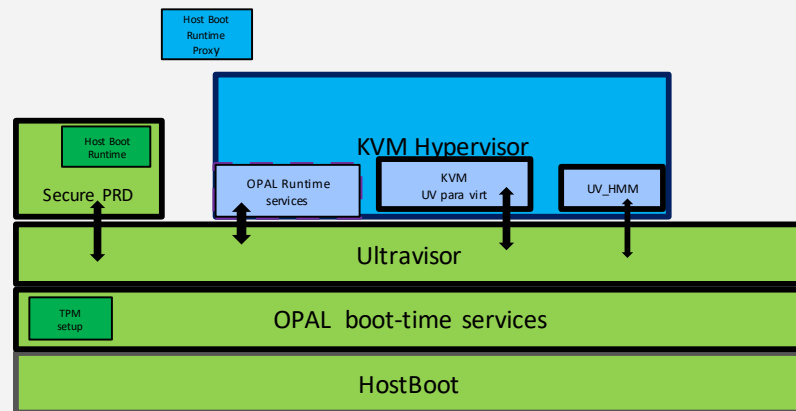 Host Boot
Runtime
Proxy
KVM Hypervisor
Host Boot
Runtime
Secure PRD
OPAL Runtime
services
KVM
UV para virt
UV_HMM
Ultravisor
TPM
setup
OPAL boot-time services
HostBoot